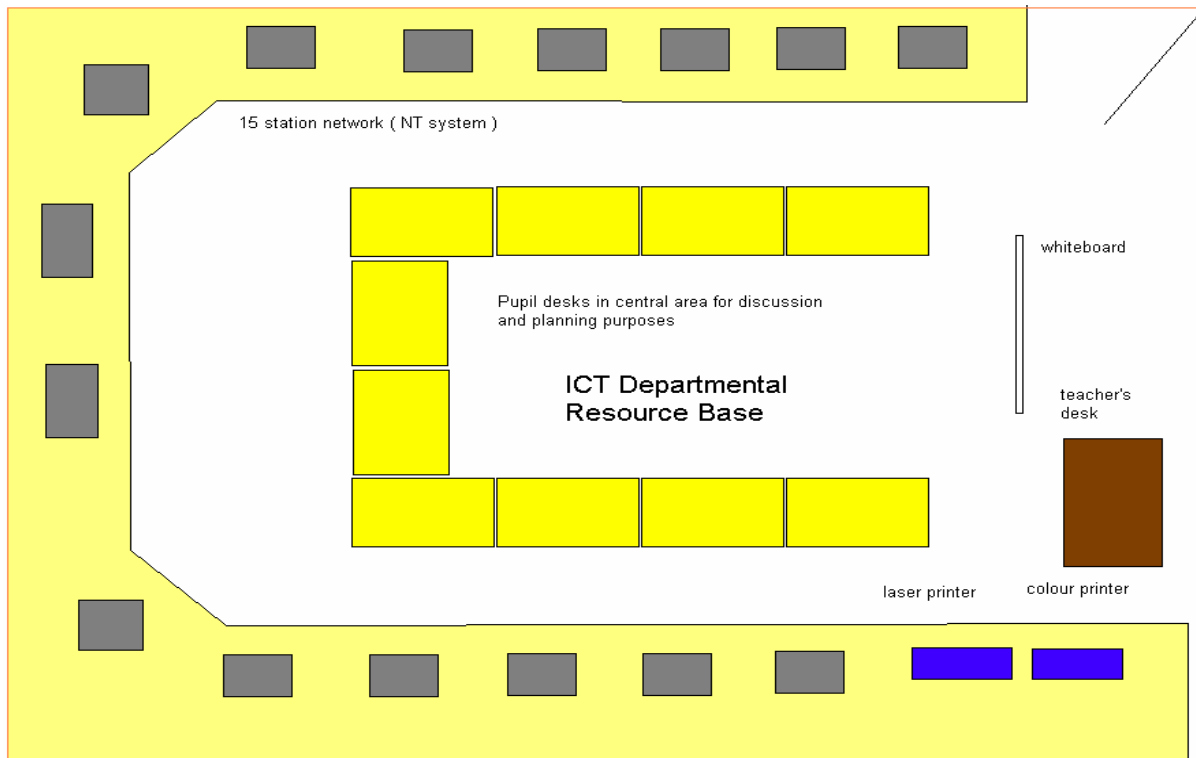 15 station network ( NT system )
whiteboard
Pupil desks in central area for discussion
and planning purposes
ICT Departmental
Resource Base
teacher's
desk
laser printer
colour printer